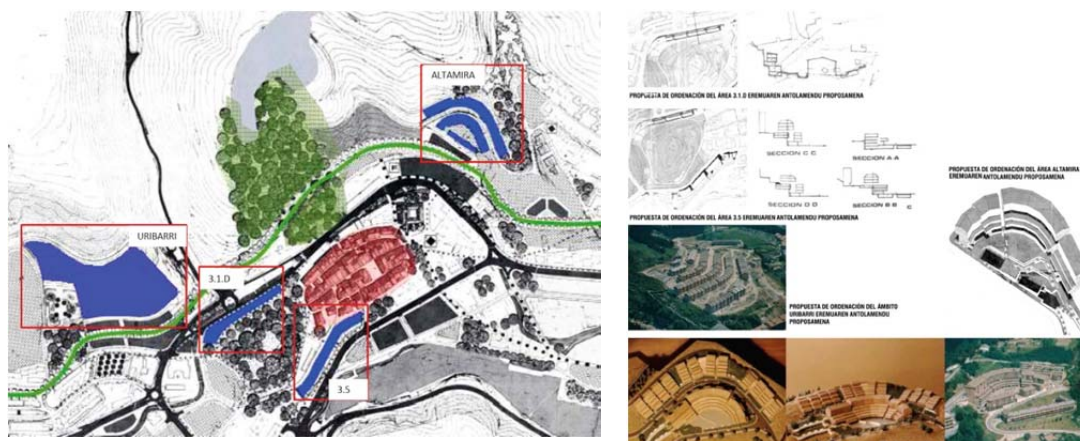 ALTAMIRA
URIBARRI
3.1.D
3.5
PROPUESTA DE ORDENACIÓN DEL ÁREA 3.1.D EREMUAREN ANTOLAMENDU PROPOSAMENA
SECCION C C
SECCION A A
SECCION D D
SECCION B B
C
PROPUESTA DE ORDENACIÓN DEL ÁREA 3.5 EREMUAREN ANTOLAMENDU PROPOSAMENA
PROPUESTA DE ORDENACIÓN DEL ÁREA ALTAMIRA
EREMUAREN ANTOLAMENDU PROPOSAMENA
PROPUESTA DE ORDENACIÓN DEL ÁMBITO
URIBARRI EREMUAREN ANTOLAMENDU
PROPOSAMENA